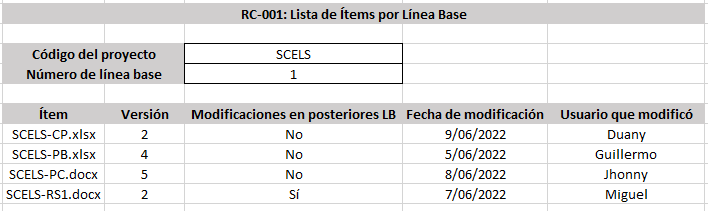 RC-001: Lista de Ítems por Línea Base
Código del proyecto SCELS
Número de línea base 1
Ítem Versión Modificaciones en posteriores LB Fecha de modificación Usuario que modificó
SCELS-CP.xlsx 2 No 9/06/2022 Duany
SCELS-PB.xlsx 4 No 5/06/2022 Guillermo
SCELS-PC.docx 5 No 8/06/2022 Jhonny
SCELS-RS1.docx 2 Sí 7/06/2022 Miguel